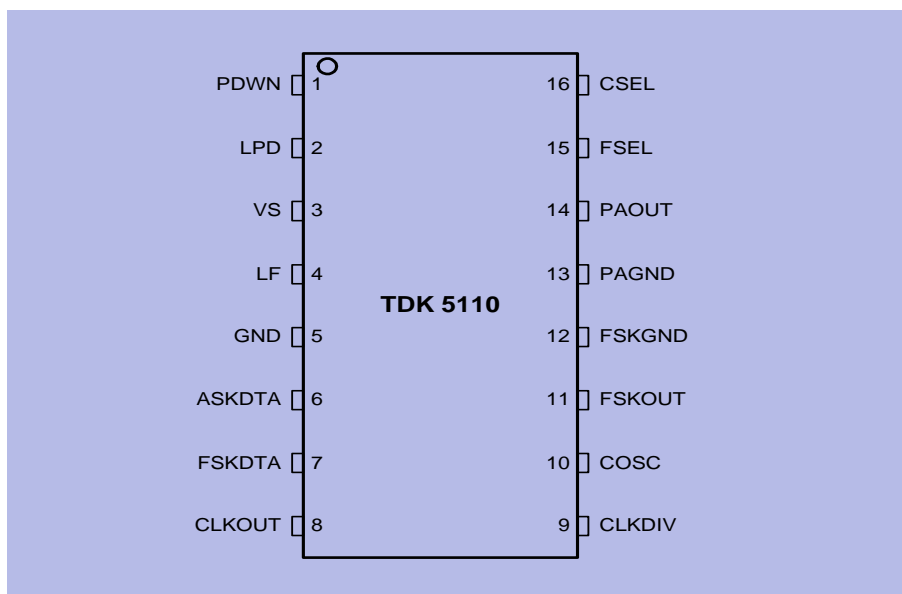 PDWN 1 16 CSEL
LPD 2 15 FSEL
VS 3 14 PAOUT
LF 4 13 PAGND
TDK 5110
GND 5 12 FSKGND
ASKDTA 6 11 FSKOUT
FSKDTA 7 10 COSC
CLKOUT 8 9 CLKDIV